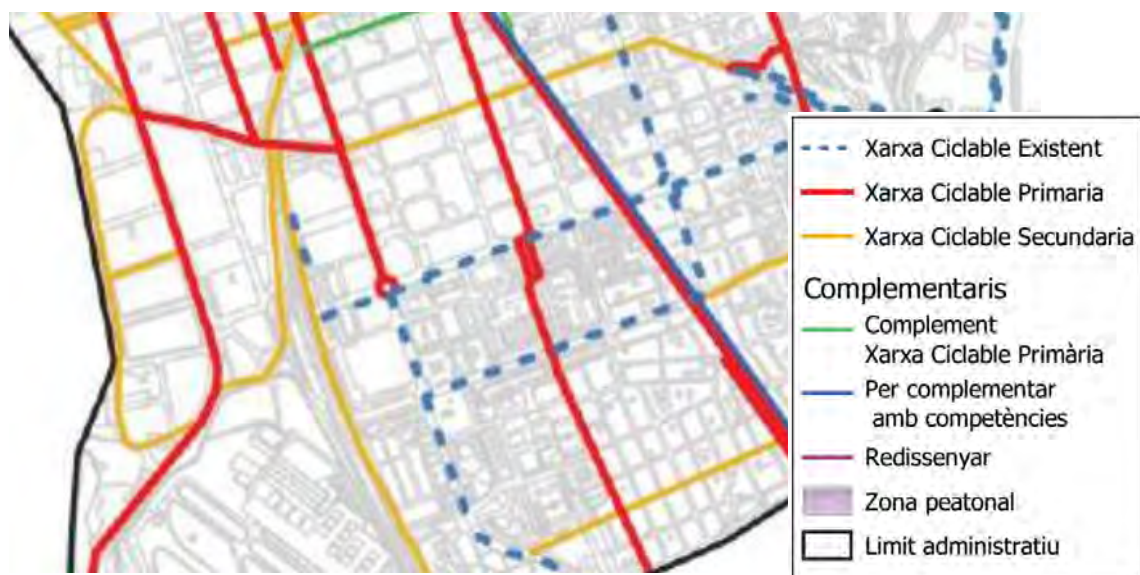 Xarxa Ciclable Existent
Xarxa Ciclable Primaria
Xarxa Ciclable Secundaria
Complementaris
Complement
Xarxa Ciclable Primària
Per complementar
amb competències
Redissenyar
Zona peatonal
Limit administratiu